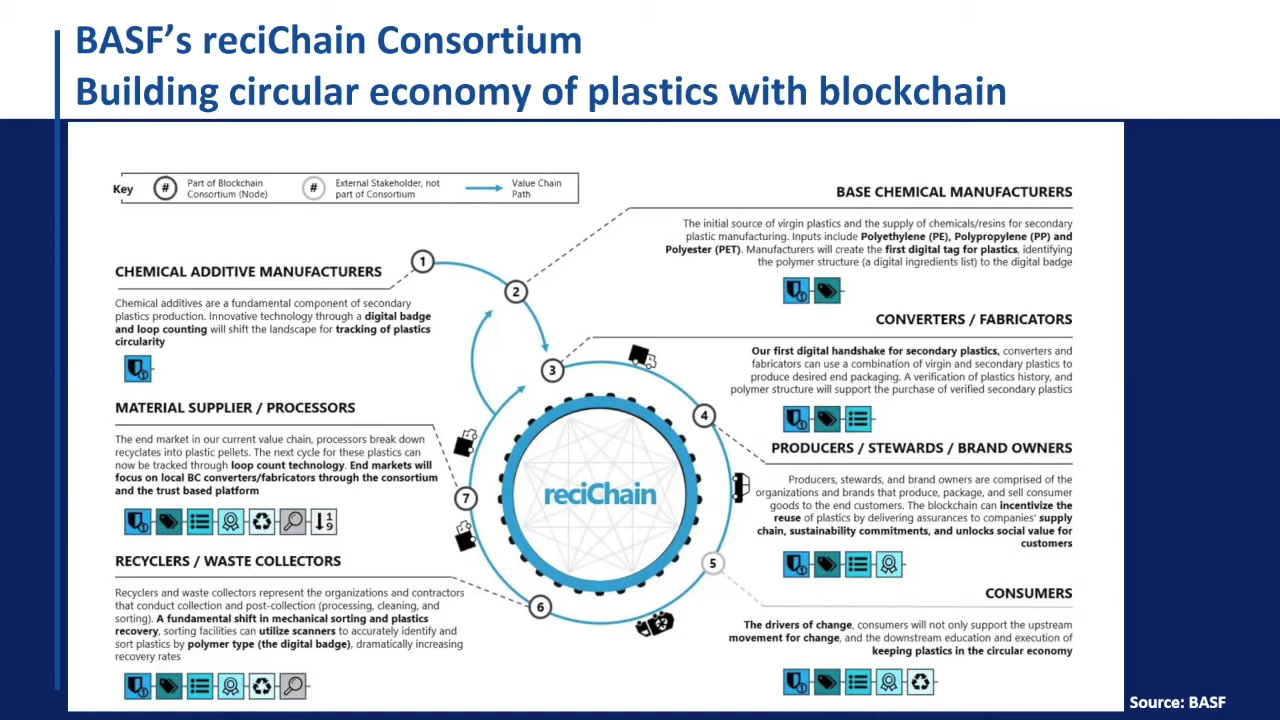 BASF’s reciChain Consortium
Building circular economy of plastics with blockchain
Key
#
Part of Blockchain
Consortium (Node)
#
External Stakeholder, not
part of Consortium
Value Chain
Path
CHEMICAL ADDITIVE MANUFACTURERS
Chemical additives are a fundamental component of secondary
plastics production. Innovative technology through a digital badge
and loop counting will shift the landscape for tracking of plastics
circularity
MATERIAL SUPPLIER / PROCESSORS
The end market in our current value chain, processors break down
recyclates into plastic pellets. The next cycle for these plastics can
now be tracked through loop count technology. End markets will
focus on local BC converters/fabricators through the consortium
and the trust based platform
1
9
RECYCLERS / WASTE COLLECTORS
Recyclers and waste collectors represent the organizations and contractors
that conduct collection and post-collection (processing, cleaning, and
sorting). A fundamental shift in mechanical sorting and plastics
recovery, sorting facilities can utilize scanners to accurately identify and
sort plastics by polymer type (the digital badge), dramatically increasing
recovery rates
1
2
3
4
5
6
7
reciChain
BASE CHEMICAL MANUFACTURERS
The initial source of virgin plastics and the supply of chemicals/resins for secondary
plastic manufacturing. Inputs include Polyethylene (PE), Polypropylene (PP) and
Polyester (PET). Manufacturers will create the first digital tag for plastics, identifying
the polymer structure (a digital ingredients list) to the digital badge
CONVERTERS / FABRICATORS
Our first digital handshake for secondary plastics, converters and
fabricators can use a combination of virgin and secondary plastics to
produce desired end packaging. A verification of plastics history, and
polymer structure will support the purchase of verified secondary plastics
PRODUCERS / STEWARDS / BRAND OWNERS
Producers, stewards, and brand owners are comprised of the
organizations and brands that produce, package, and sell consumer
goods to the end customers. The blockchain can incentivize the
reuse of plastics by delivering assurances to companies' supply
chain, sustainability commitments, and unlocks social value for
customers
CONSUMERS
The drivers of change, consumers will not only support the upstream
movement for change, and the downstream education and execution of
keeping plastics in the circular economy
Source: BASF